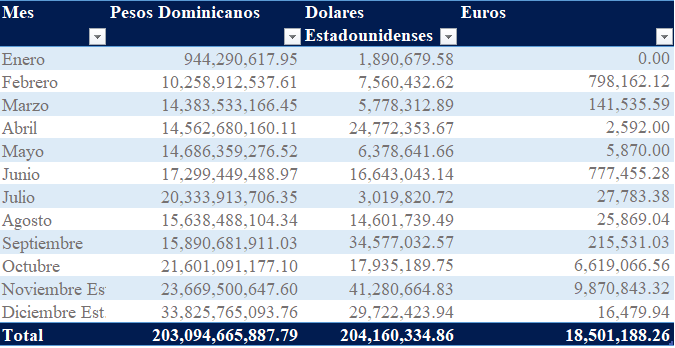 Mes Pesos Dominicanos Dolares Estadounidenses Euros
Enero 944,290,617.95 1,890,679.58 0.00
Febrero 10,258,912,537.61 7,560,432.62 798,162.12
Marzo 14,383,533,166.45 5,778,312.89 141,535.59
Abril 14,562,680,160.11 24,772,353.67 2,592.00
Mayo 14,686,359,276.52 6,378,641.66 5,870.00
Junio 17,299,449,488.97 16,643,043.14 777,455.28
Julio 20,333,913,706.35 3,019,820.72 27,783.38
Agosto 15,638,488,104.34 14,601,739.49 25,869.04
Septiembre 15,890,681,911.03 34,577,032.57 215,531.03
Octubre 21,601,091,177.10 17,935,189.75 6,619,066.56
Noviembre Es 23,669,500,647.60 41,280,664.83 9,870,843.32
Diciembre Est 33,825,765,093.76 29,722,423.94 16,479.94
Total 203,094,665,887.79 204,160,334.86 18,501,188.26